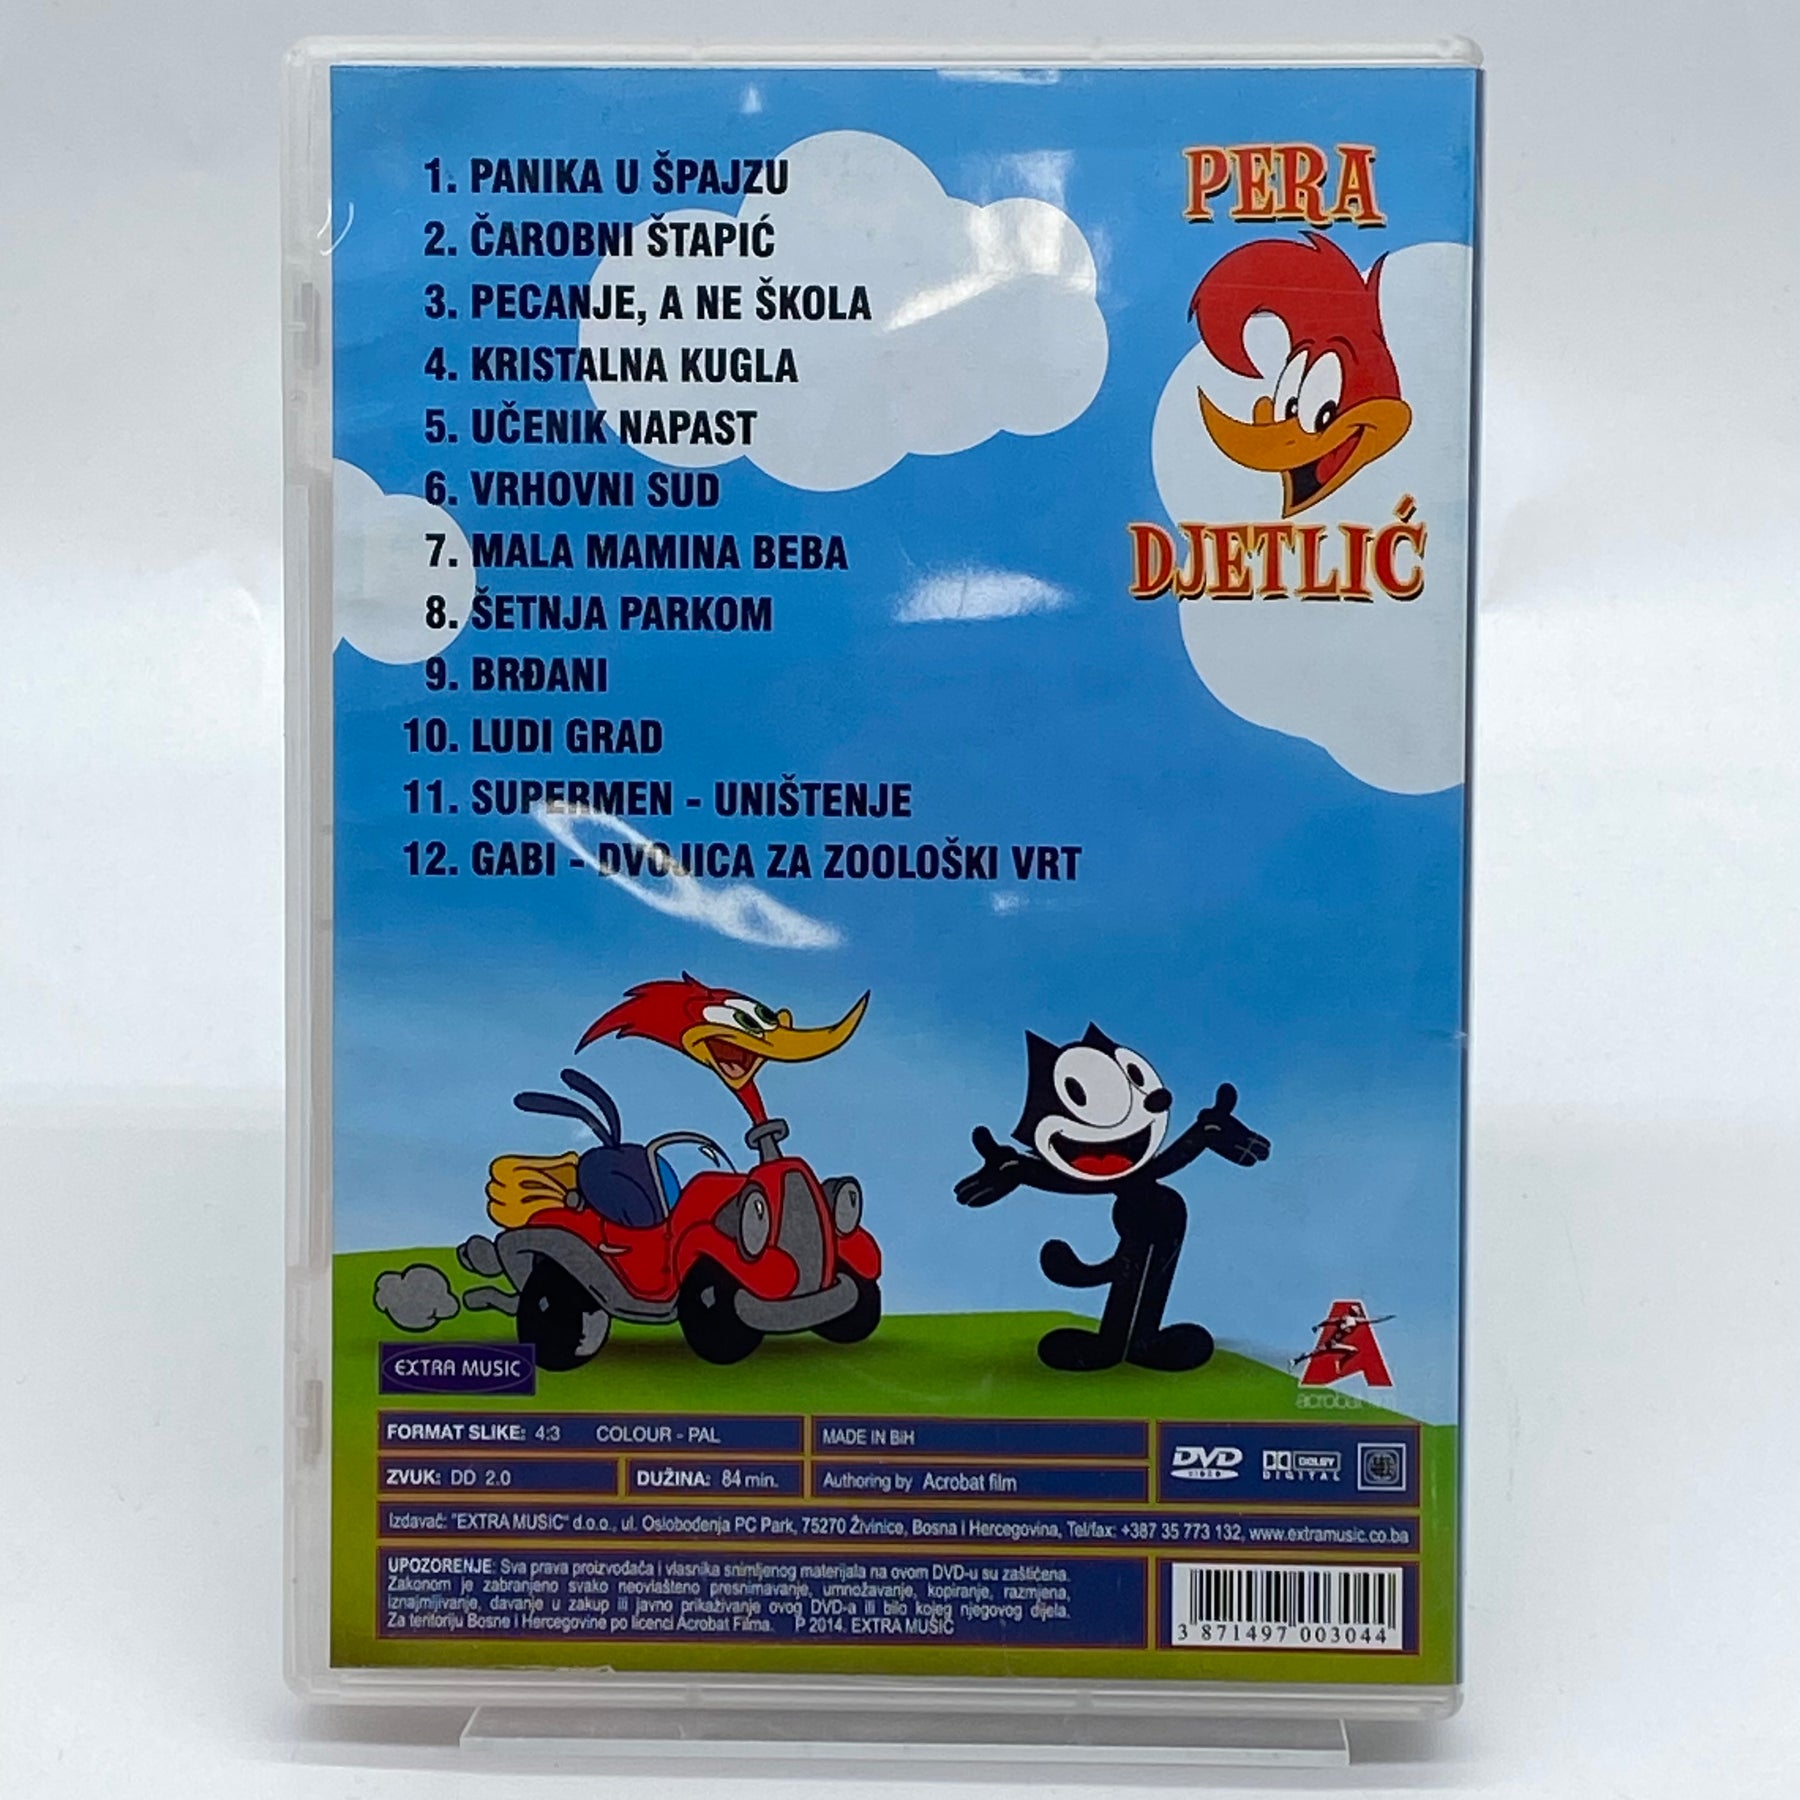 1. PANIKA U ŠPAJZU
2. ČAROBNI ŠTAPIĆ
3. PECANJE, A NE ŠKOLA
4. KRISTALNA KUGLA
5. UČENIK NAPAST
6. VRHOVNI SUD
7. MALA MAMINA BEBA
8. ŠETNJA PARKOM
9. BRĐANI
10. LUDI GRAD
11. SUPERMEN - UNIŠTENJE
12. GABI - DVOJICA ZA ZOOLOŠKI VRT
PERA
DJETLIĆ
EXTRA MUSIC
A
acrobat film
FORMAT SLIKE: 4:3 COLOUR - PAL
ZVUK: DD 2.0
DUŽINA: 84 min.
MADE IN BiH
Authoring by Acrobat film
DVD
VIDEO
DOLBY
DIGITAL
Izdavač: "EXTRA MUSIC" d.o.o., ul. Oslobođenja PC Park, 75270 Živinice, Bosna i Hercegovina, Tel/fax: +387 35 773 132, www.extramusic.co.ba
UPOZORENJE: Sva prava proizvođača i vlasnika snimljenog materijala na ovom DVD-u su zaštićena.
Zakonom je zabranjeno svako neovlašteno presnimavanje, umnožavanje, kopiranje, razmjena,
iznajmljivanje, davanje u zakup ili javno prikaživanje ovog DVD-a ili bilo kojeg njegovog dijela.
Za teritoriju Bosne i Hercegovine po licenci Acrobat Filma. P 2014. EXTRA MUSIC
3 871497 003044